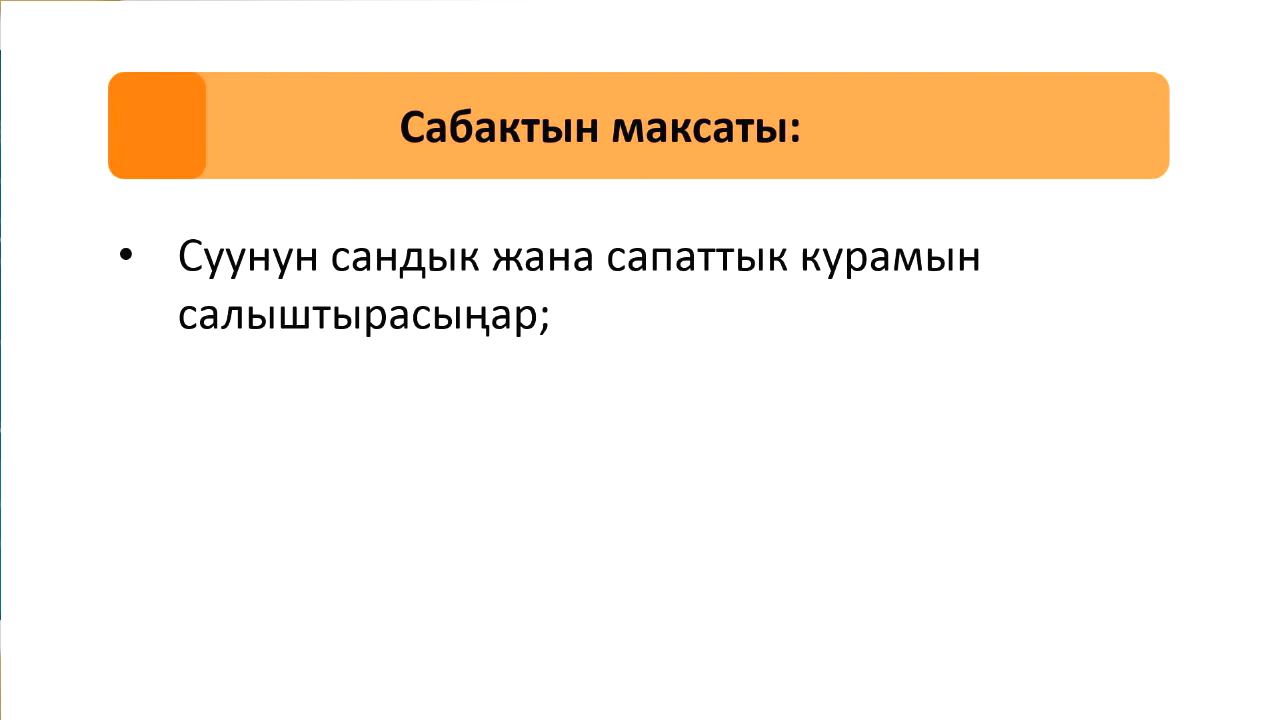 Сабактын максаты:
• Суунун сандык жана сапаттык курамын
салыштырасыңар;